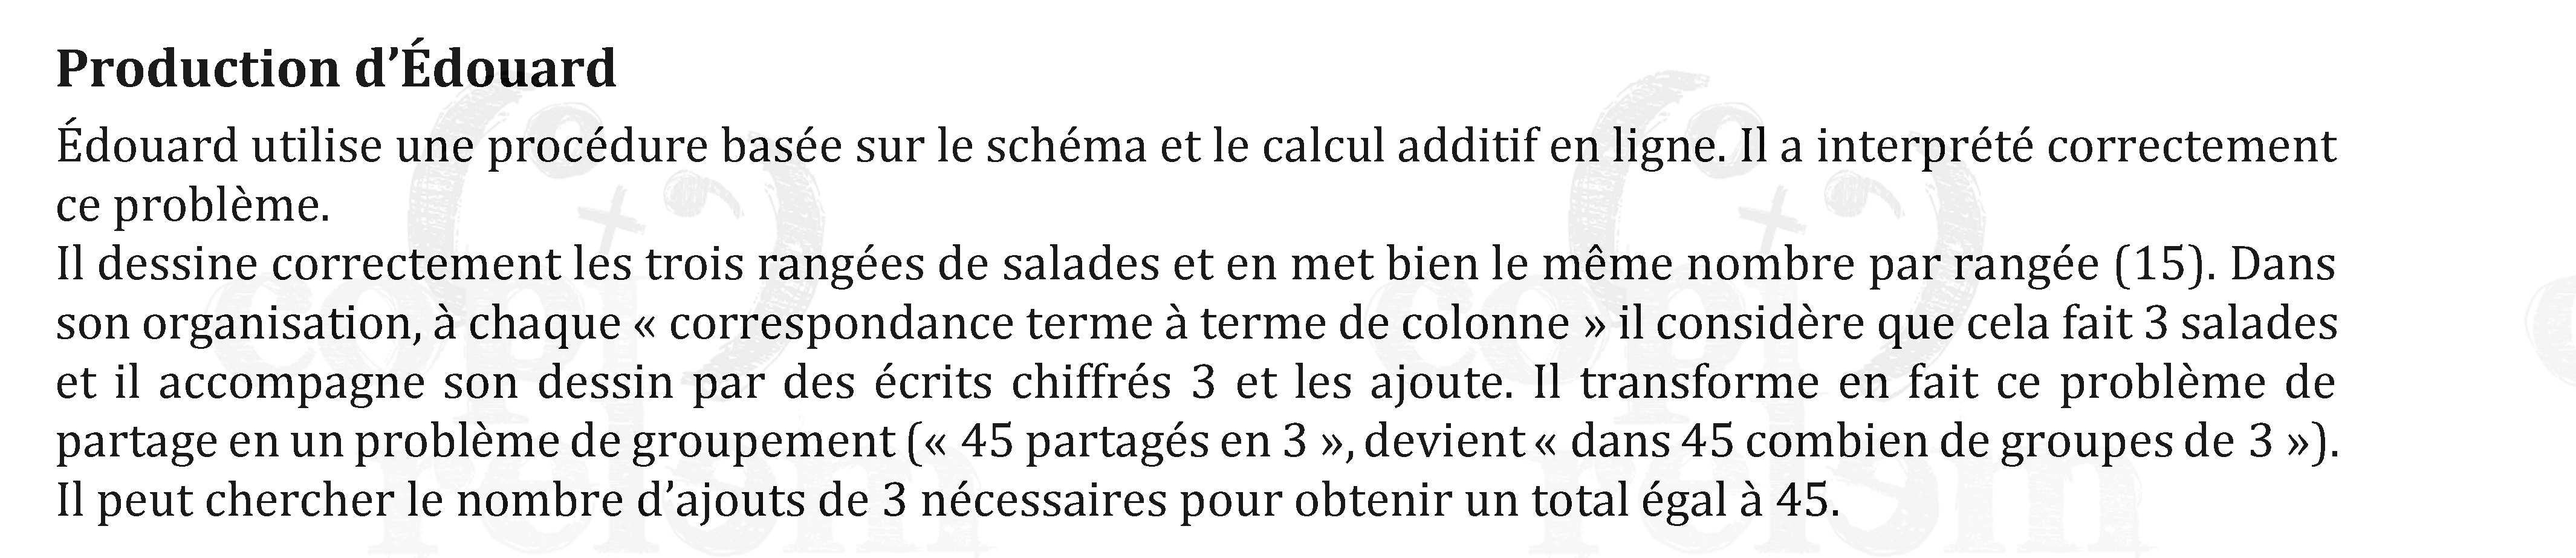 Production d’Édouard
Édouard utilise une procédure basée sur le schéma et le calcul additif en ligne. Il a interprété correctement
ce problème.
Il dessine correctement les trois rangées de salades et en met bien le même nombre par rangée (15). Dans
son organisation, à chaque « correspondance terme à terme de colonne » il considère que cela fait 3 salades
et il accompagne son dessin par des écrits chiffrés 3 et les ajoute. Il transforme en fait ce problème de
partage en un problème de groupement (« 45 partagés en 3 », devient « dans 45 combien de groupes de 3 »).
Il peut chercher le nombre d’ajouts de 3 nécessaires pour obtenir un total égal à 45.